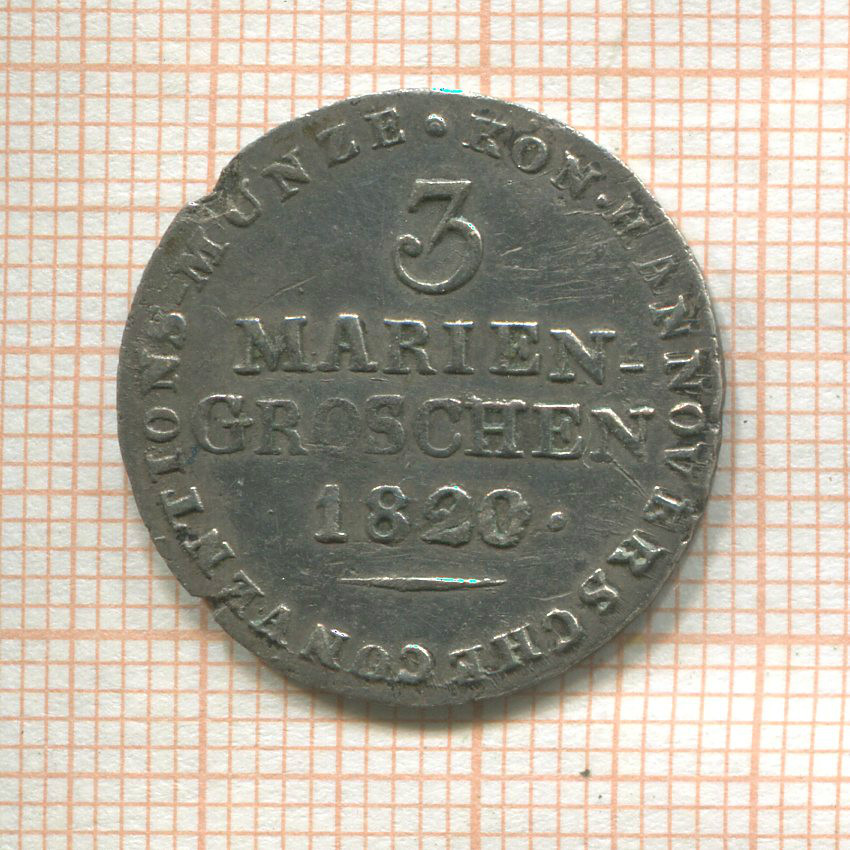 KÖN. HANNOVERSCHE CONVENTIONS-MÜNZE •
3
MARIEN-
GROSCHEN
1820.